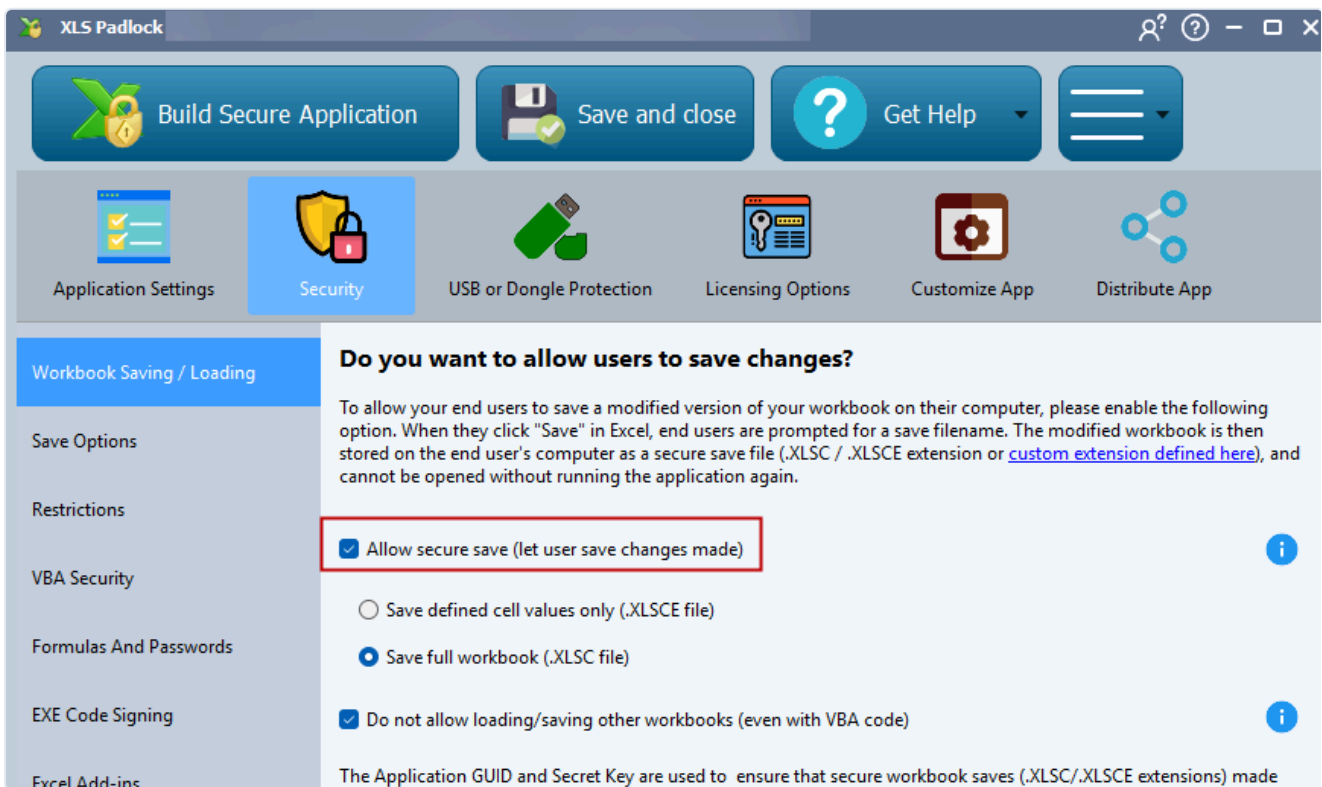 XLS Padlock
Build Secure Application
Save and close
Get Help
Application Settings
Security
USB or Dongle Protection
Licensing Options
Customize App
Distribute App
Workbook Saving / Loading
Save Options
Restrictions
VBA Security
Formulas And Passwords
EXE Code Signing
Excel Add-ins
Do you want to allow users to save changes?
To allow your end users to save a modified version of your workbook on their computer, please enable the following
option. When they click "Save" in Excel, end users are prompted for a save filename. The modified workbook is then
stored on the end user's computer as a secure save file (.XLSC / .XLSCE extension or custom extension defined here), and
cannot be opened without running the application again.
Allow secure save (let user save changes made)
Save defined cell values only (.XLSCE file)
Save full workbook (.XLSC file)
Do not allow loading/saving other workbooks (even with VBA code)
The Application GUID and Secret Key are used to ensure that secure workbook saves (.XLSC/.XLSCE extensions) made